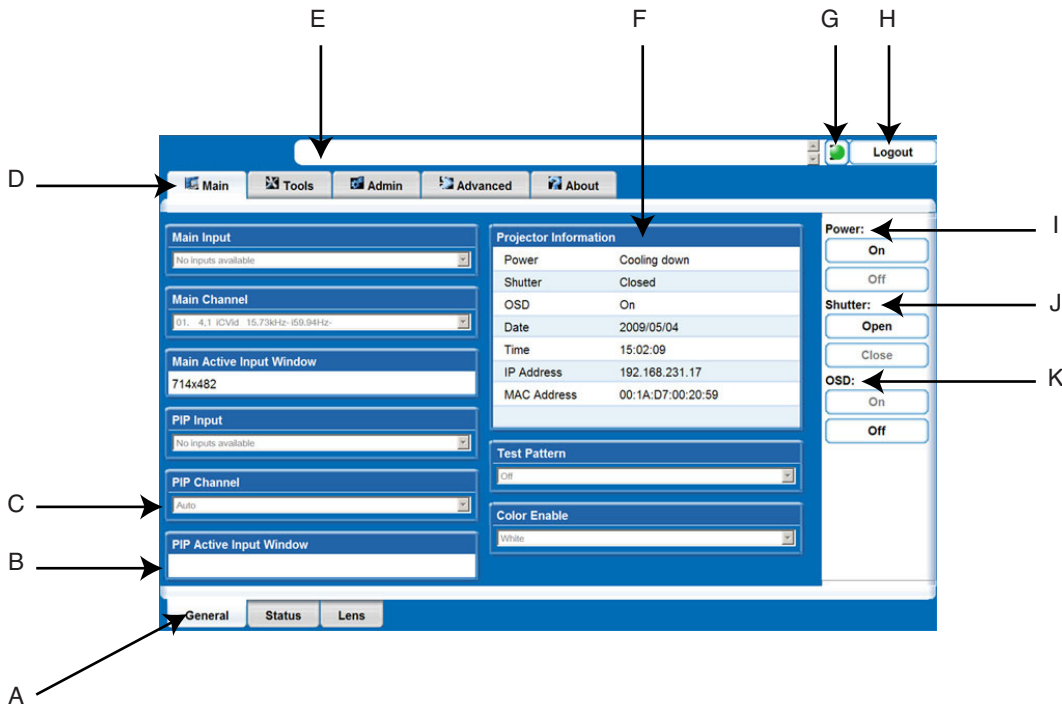 E F G H
Logout
D
Main Tools Admin Advanced About
Main Input
No inputs available
Main Channel
01, 4,1 ICVid 15.73kHz- i59.94Hz-
Main Active Input Window
714x482
PIP Input
No inputs available
PIP Channel
C
Auto
PIP Active Input Window
B
Projector Information
Power Cooling down
Shutter Closed
OSD On
Date 2009/05/04
Time 15:02:09
IP Address 192.168.231.17
MAC Address 00:1A:D7:00:20:59
Test Pattern
Off
Color Enable
White
Power: I
On
Off
Shutter: J
Open
Close
OSD: K
On
Off
General Status Lens
A